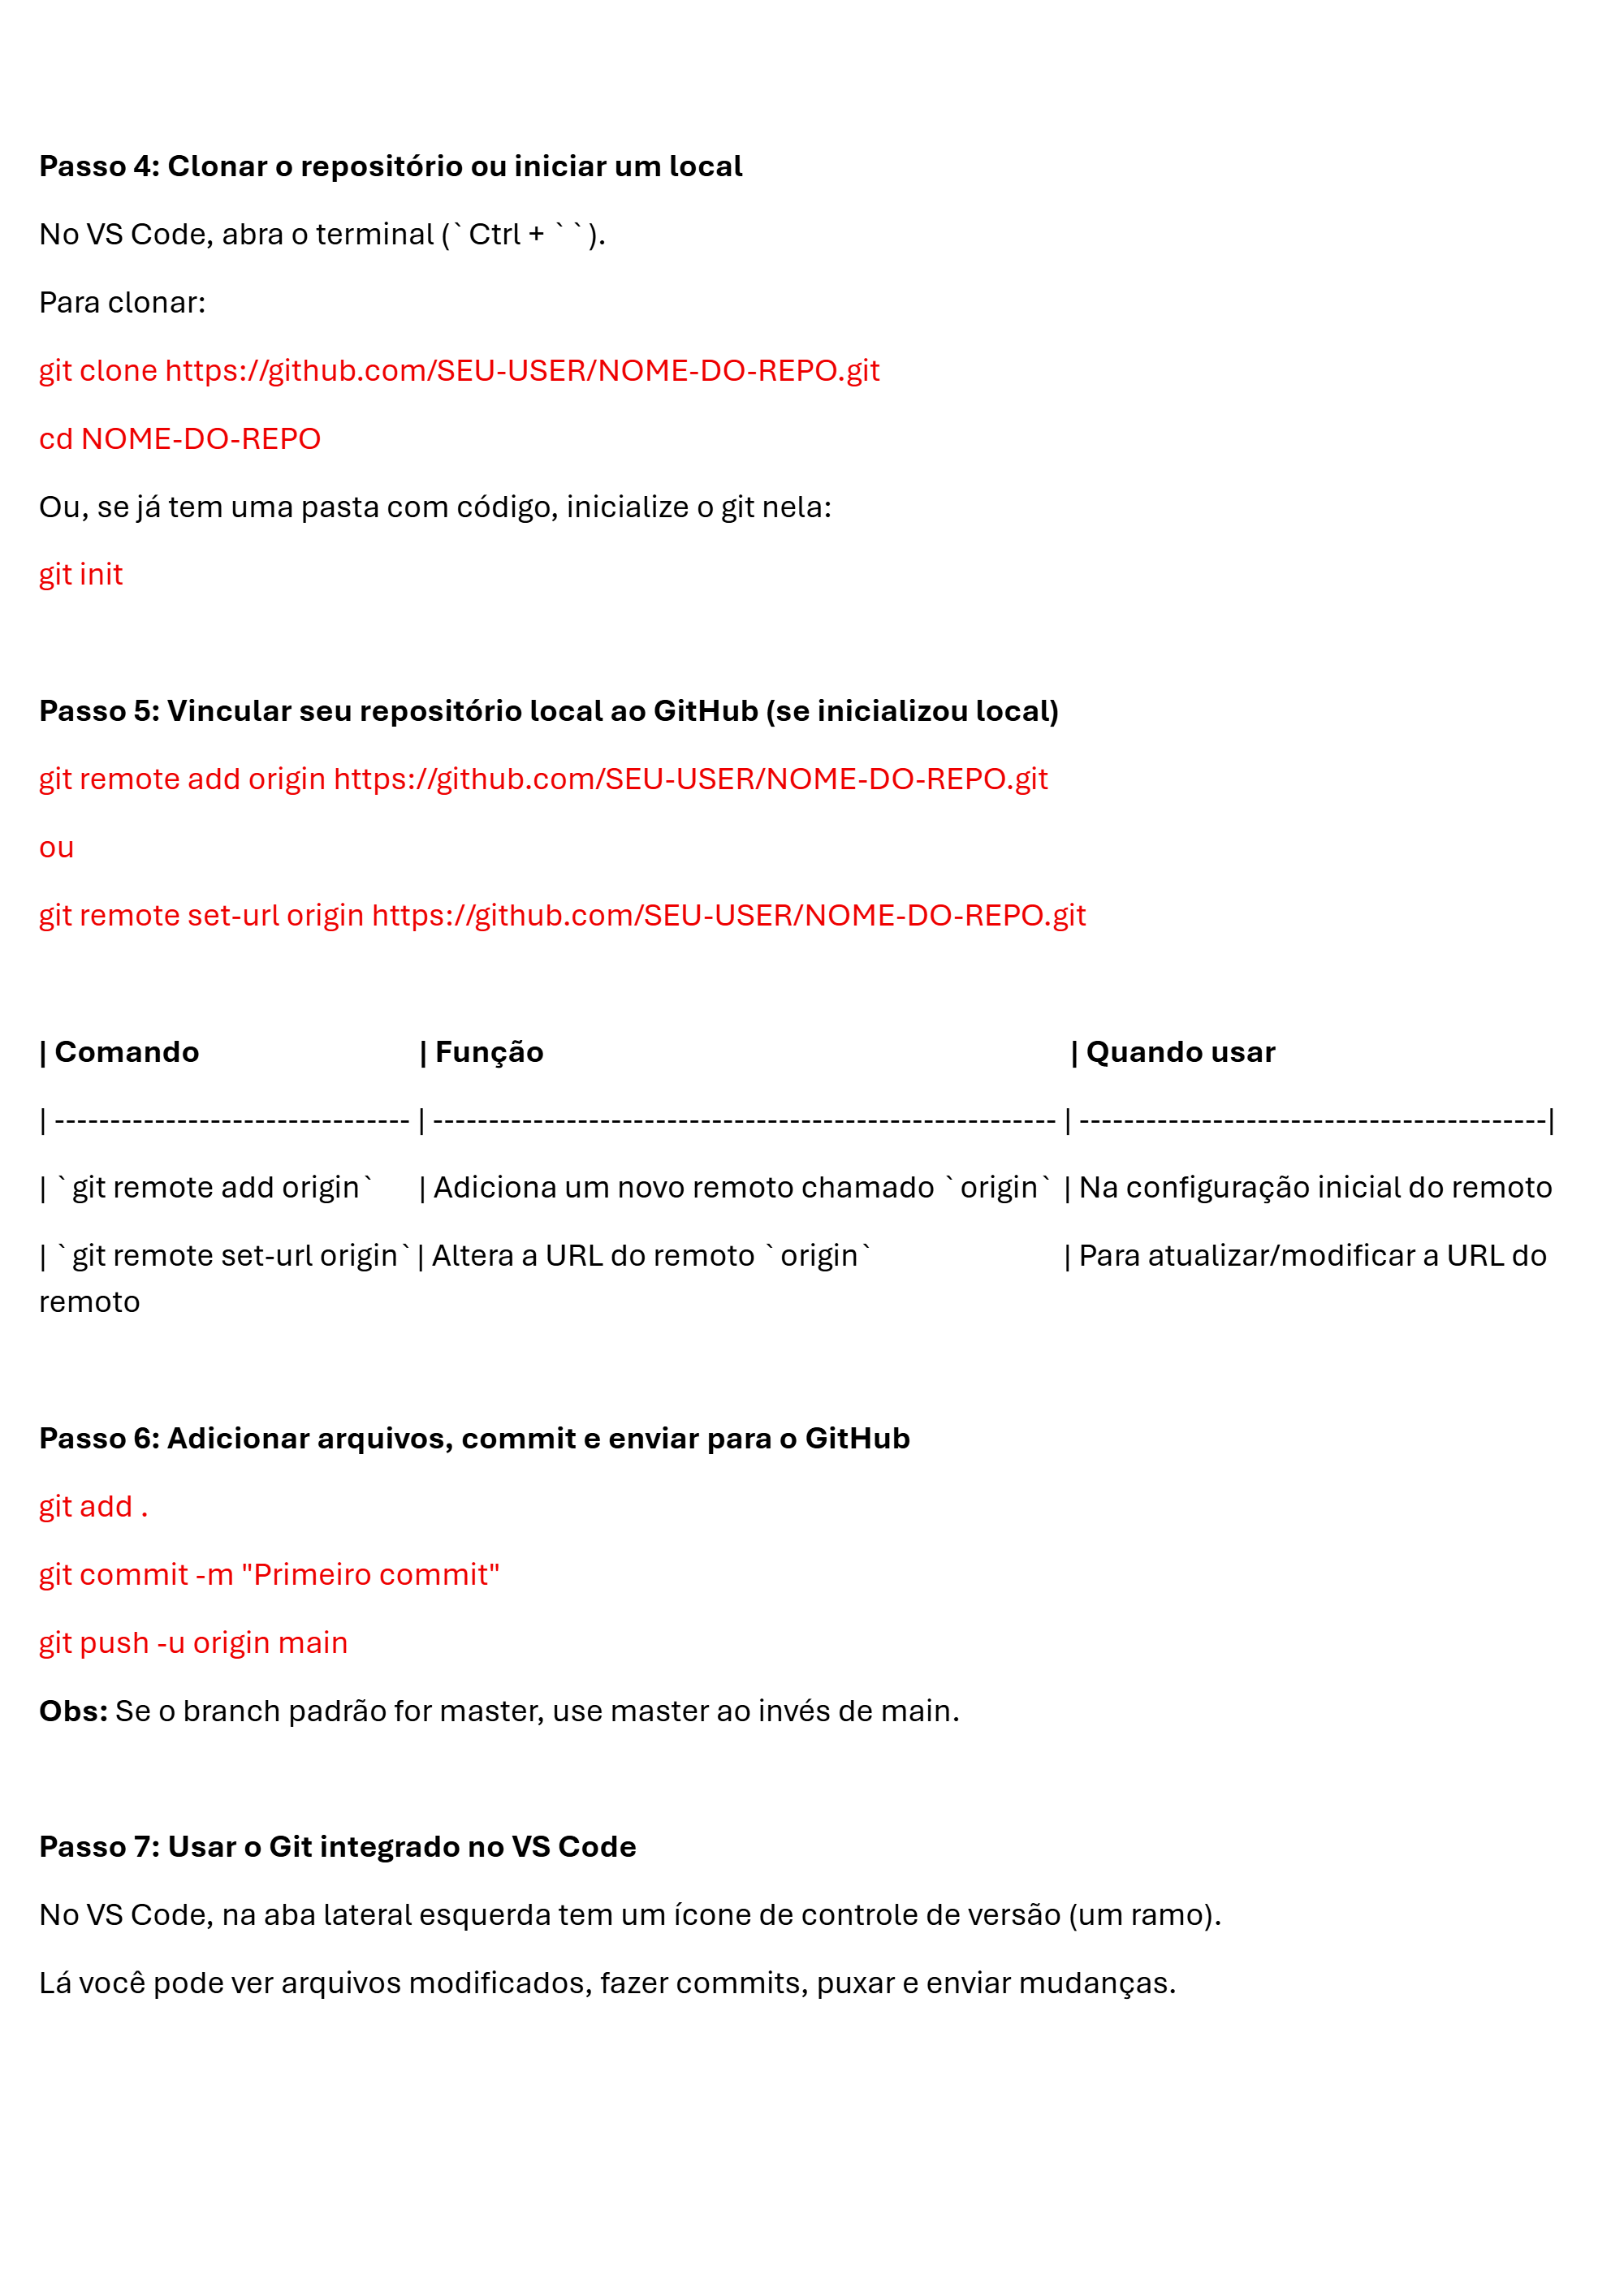 Passo 4: Clonar o repositório ou iniciar um local
No VS Code, abra o terminal (`Ctrl + ``).
Para clonar:
git clone https://github.com/SEU-USER/NOME-DO-REPO.git
cd NOME-DO-REPO
Ou, se já tem uma pasta com código, inicialize o git nela:
git init
Passo 5: Vincular seu repositório local ao GitHub (se inicializou local)
git remote add origin https://github.com/SEU-USER/NOME-DO-REPO.git
ou
git remote set-url origin https://github.com/SEU-USER/NOME-DO-REPO.git
| Comando | Função | Quando usar
| -------------------------------- | -------------------------------------------------------- | ------------------------------------------|
| `git remote add origin` | Adiciona um novo remoto chamado `origin` | Na configuração inicial do remoto
| `git remote set-url origin` | Altera a URL do remoto `origin` | Para atualizar/modificar a URL do
remoto
Passo 6: Adicionar arquivos, commit e enviar para o GitHub
git add .
git commit -m "Primeiro commit"
git push -u origin main
Obs: Se o branch padrão for master, use master ao invés de main.
Passo 7: Usar o Git integrado no VS Code
No VS Code, na aba lateral esquerda tem um ícone de controle de versão (um ramo).
Lá você pode ver arquivos modificados, fazer commits, puxar e enviar mudanças.